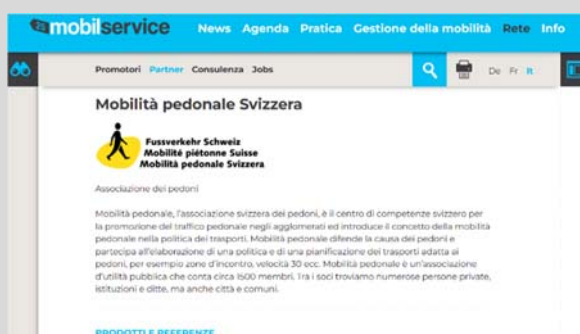 mobilservice
News Agenda Pratica Gestione della mobilità Rete Info
Promotori Partner Consulenza Jobs
De Fr It
Mobilità pedonale Svizzera
Fussverkehr Schweiz
Mobilité piétonne Suisse
Mobilità pedonale Svizzera
Associazione dei pedoni
Mobilità pedonale, l'associazione svizzera dei pedoni, è il centro di competenze svizzero per
la promozione del traffico pedonale negli agglomerati ed introduce il concetto della mobilità
pedonale nella politica dei trasporti. Mobilità pedonale difende la causa dei pedoni e
partecipa all'elaborazione di una politica e di una pianificazione dei trasporti adatta ai
pedoni, per esempio zone d'incontro, velocità 30 ecc. Mobilità pedonale è un'associazione
d'utilità pubblica che conta circa 1500 membri. Tra i soci troviamo numerose persone private,
istituzioni e ditte, ma anche città e comuni.
PRODOTTI E REFERENZE